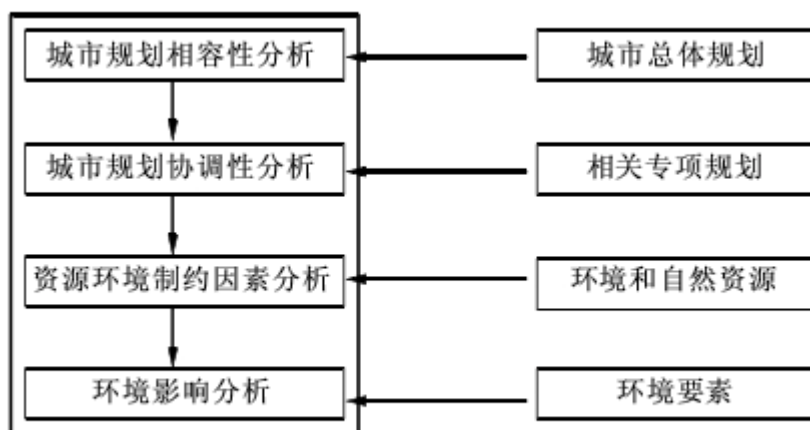 城市规划相容性分析
城市总体规划
城市规划协调性分析
相关专项规划
资源环境制约因素分析
环境和自然资源
环境影响分析
环境要素